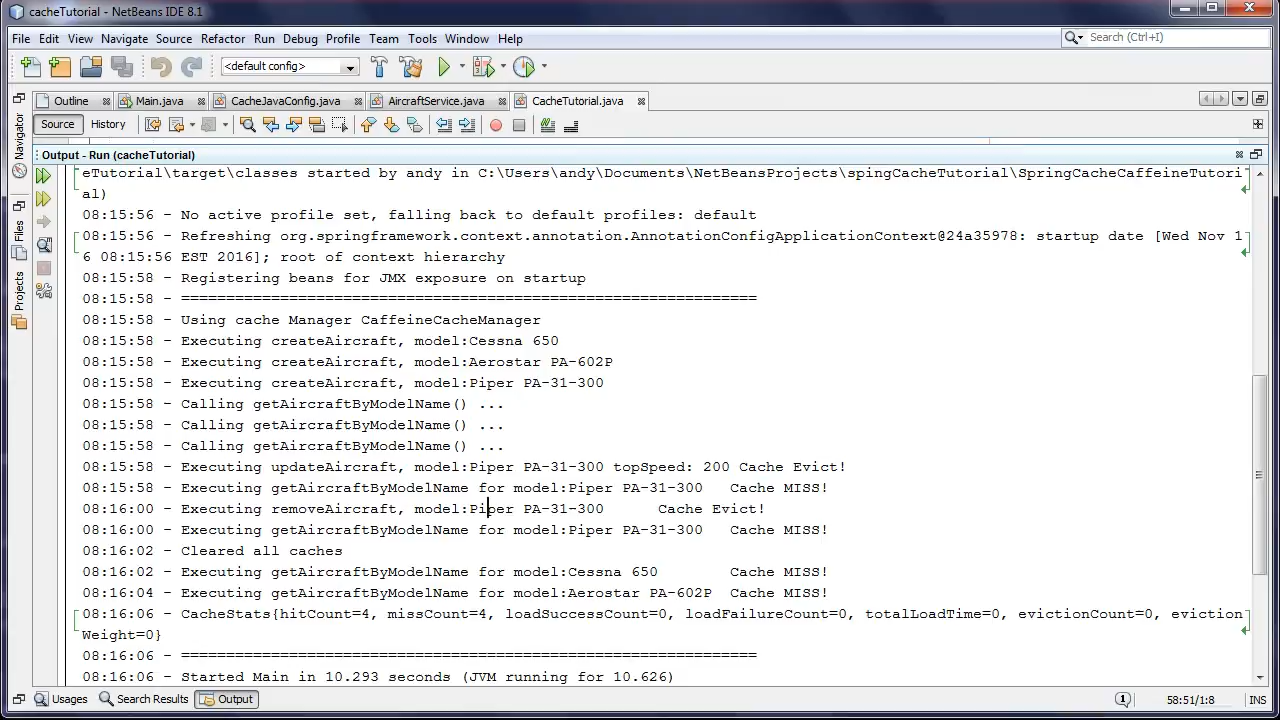 cacheTutorial - NetBeans IDE 8.1
File Edit View Navigate Source Refactor Run Debug Profile Team Tools Window Help
Search (Ctrl+I)
<default config>
Outline Main.java CacheJavaConfig.java AircraftService.java CacheTutorial.java
Source History
Navigator
Files
Projects
Output - Run (cacheTutorial)
eTutorial\target\classes started by andy in C:\Users\andy\Documents\NetBeansProjects\spingCacheTutorial\SpringCacheCaffeineTutori
al)
08:15:56 - No active profile set, falling back to default profiles: default
08:15:56 - Refreshing org.springframework.context.annotation.AnnotationConfigApplicationContext@24a35978: startup date [Wed Nov 1
6 08:15:56 EST 2016]; root of context hierarchy
08:15:58 - Registering beans for JMX exposure on startup
08:15:58 - ================================================================
08:15:58 - Using cache Manager CaffeineCacheManager
08:15:58 - Executing createAircraft, model:Cessna 650
08:15:58 - Executing createAircraft, model:Aerostar PA-602P
08:15:58 - Executing createAircraft, model:Piper PA-31-300
08:15:58 - Calling getAircraftByModelName() ...
08:15:58 - Calling getAircraftByModelName() ...
08:15:58 - Calling getAircraftByModelName() ...
08:15:58 - Executing updateAircraft, model:Piper PA-31-300 topSpeed: 200 Cache Evict!
08:15:58 - Executing getAircraftByModelName for model:Piper PA-31-300   Cache MISS!
08:16:00 - Executing removeAircraft, model:Piper PA-31-300      Cache Evict!
08:16:00 - Executing getAircraftByModelName for model:Piper PA-31-300   Cache MISS!
08:16:02 - Cleared all caches
08:16:02 - Executing getAircraftByModelName for model:Cessna 650        Cache MISS!
08:16:04 - Executing getAircraftByModelName for model:Aerostar PA-602P  Cache MISS!
08:16:06 - CacheStats{hitCount=4, missCount=4, loadSuccessCount=0, loadFailureCount=0, totalLoadTime=0, evictionCount=0, eviction
Weight=0}
08:16:06 - ================================================================
08:16:06 - Started Main in 10.293 seconds (JVM running for 10.626)
Usages Search Results Output
1 58:51/1:8 INS